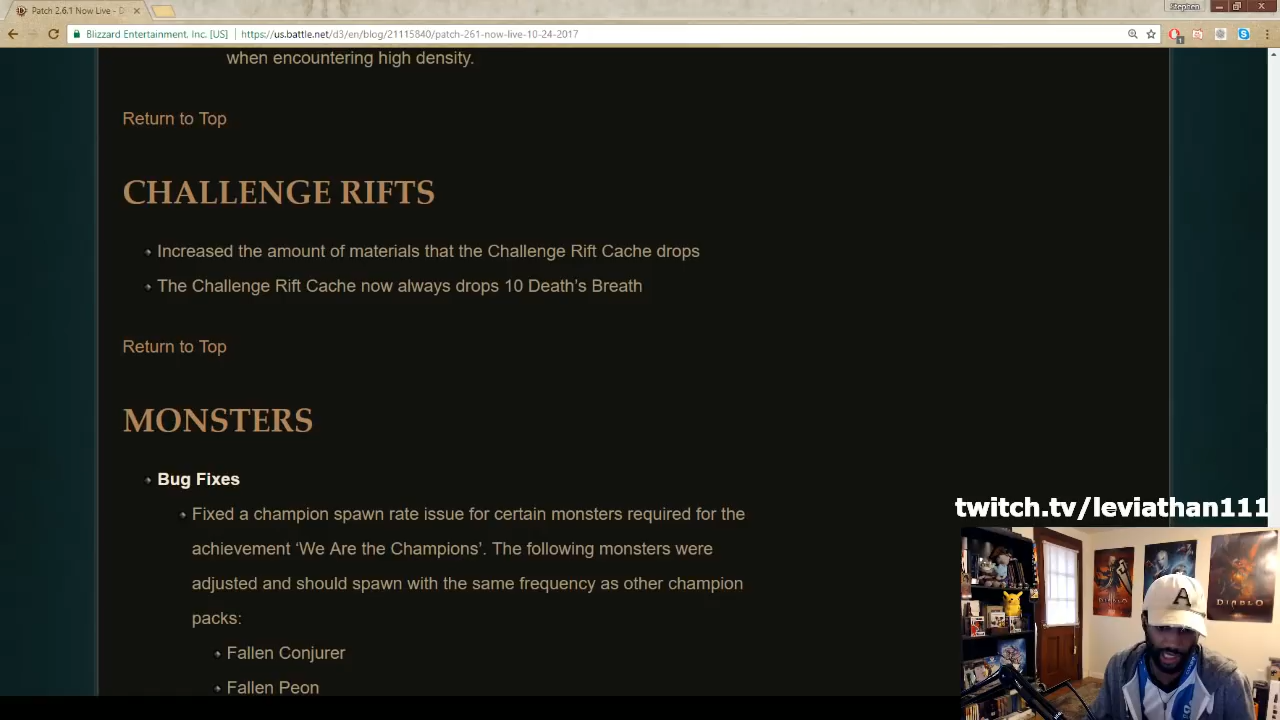 Patch 2.6.1 Now Live - D
Stephen
Blizzard Entertainment, Inc. [US]
https://us.battle.net/d3/en/blog/21115840/patch-261-now-live-10-24-2017
when encountering high density.
Return to Top
CHALLENGE RIFTS
Increased the amount of materials that the Challenge Rift Cache drops
The Challenge Rift Cache now always drops 10 Death's Breath
Return to Top
MONSTERS
Bug Fixes
Fixed a champion spawn rate issue for certain monsters required for the
achievement ‘We Are the Champions’. The following monsters were
adjusted and should spawn with the same frequency as other champion
packs:
Fallen Conjurer
Fallen Peon
twitch.tv/leviathan111
DIABLO
DIABLO
A